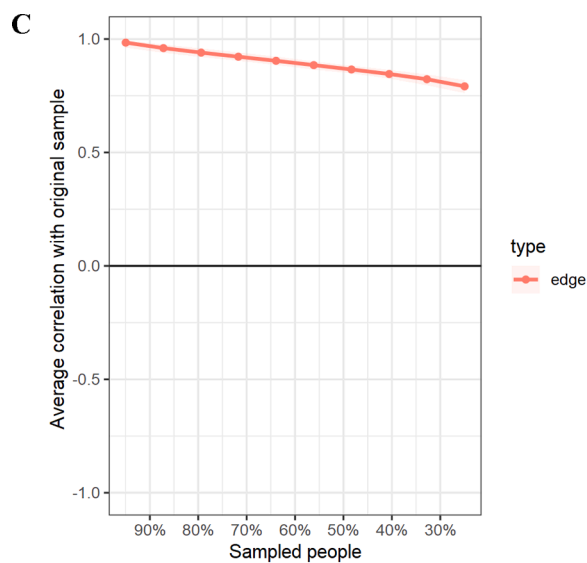 C
Average correlation with original sample
1.0
0.5
0.0
-0.5
-1.0
90% 80% 70% 60% 50% 40% 30%
Sampled people
type
edge